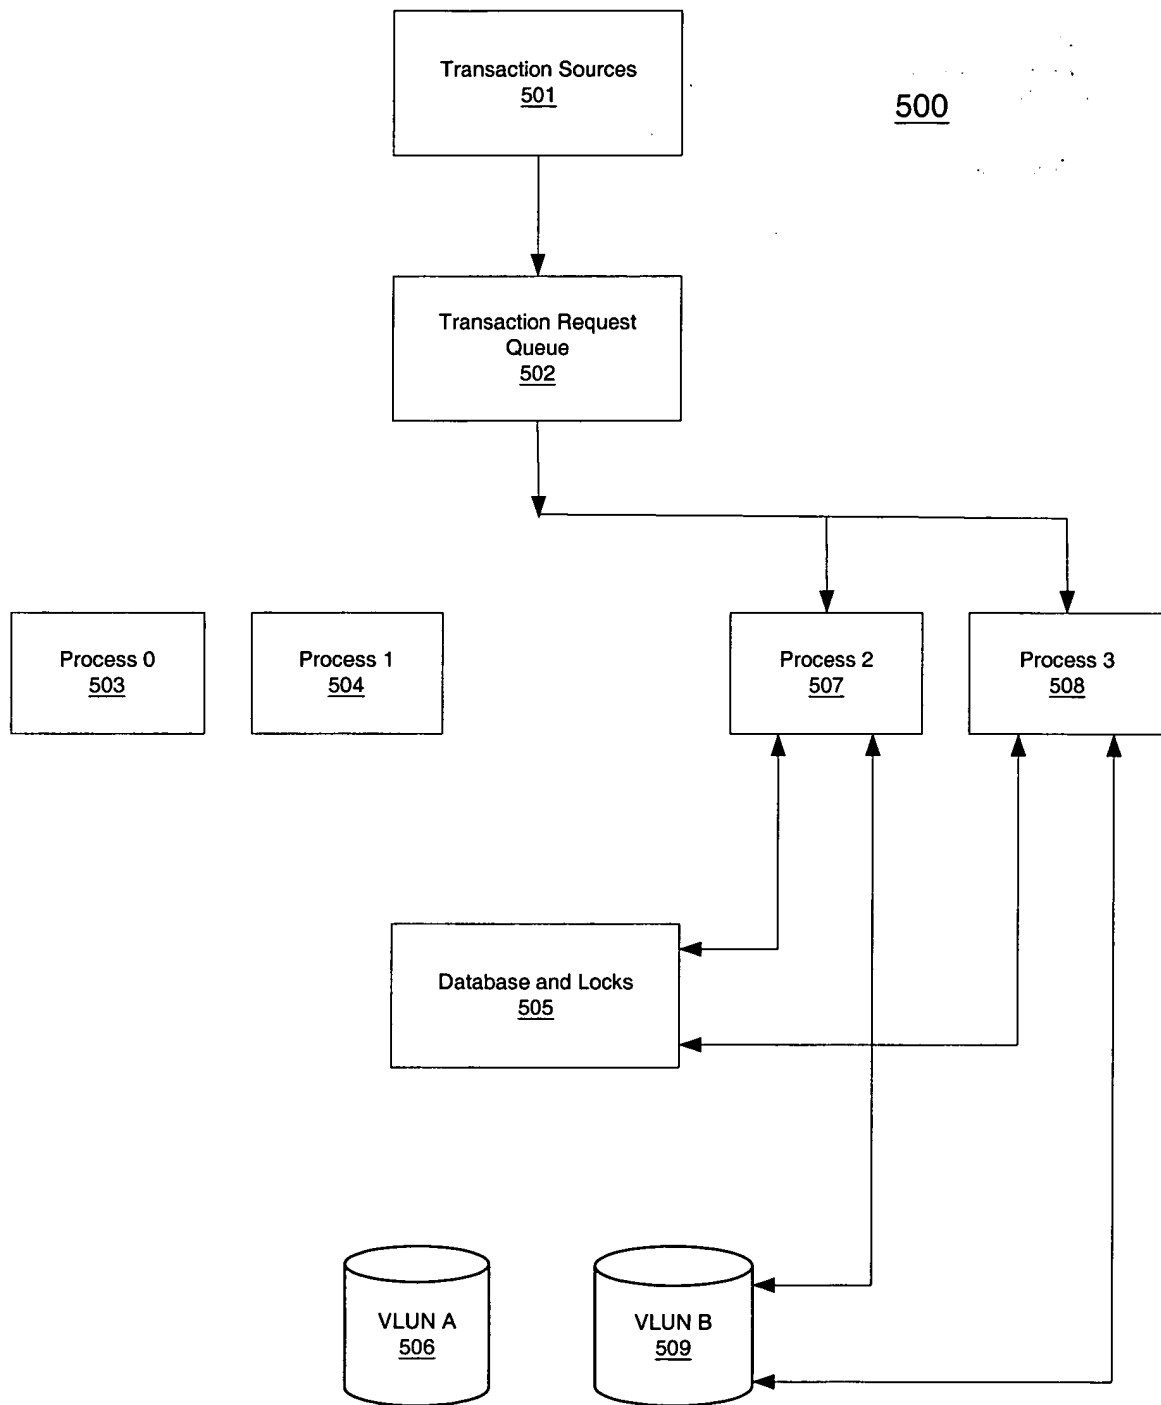 Transaction Sources
501
500
Transaction Request
Queue
502
Process 0
503
Process 1
504
Process 2
507
Process 3
508
Database and Locks
505
VLUN A
506
VLUN B
509